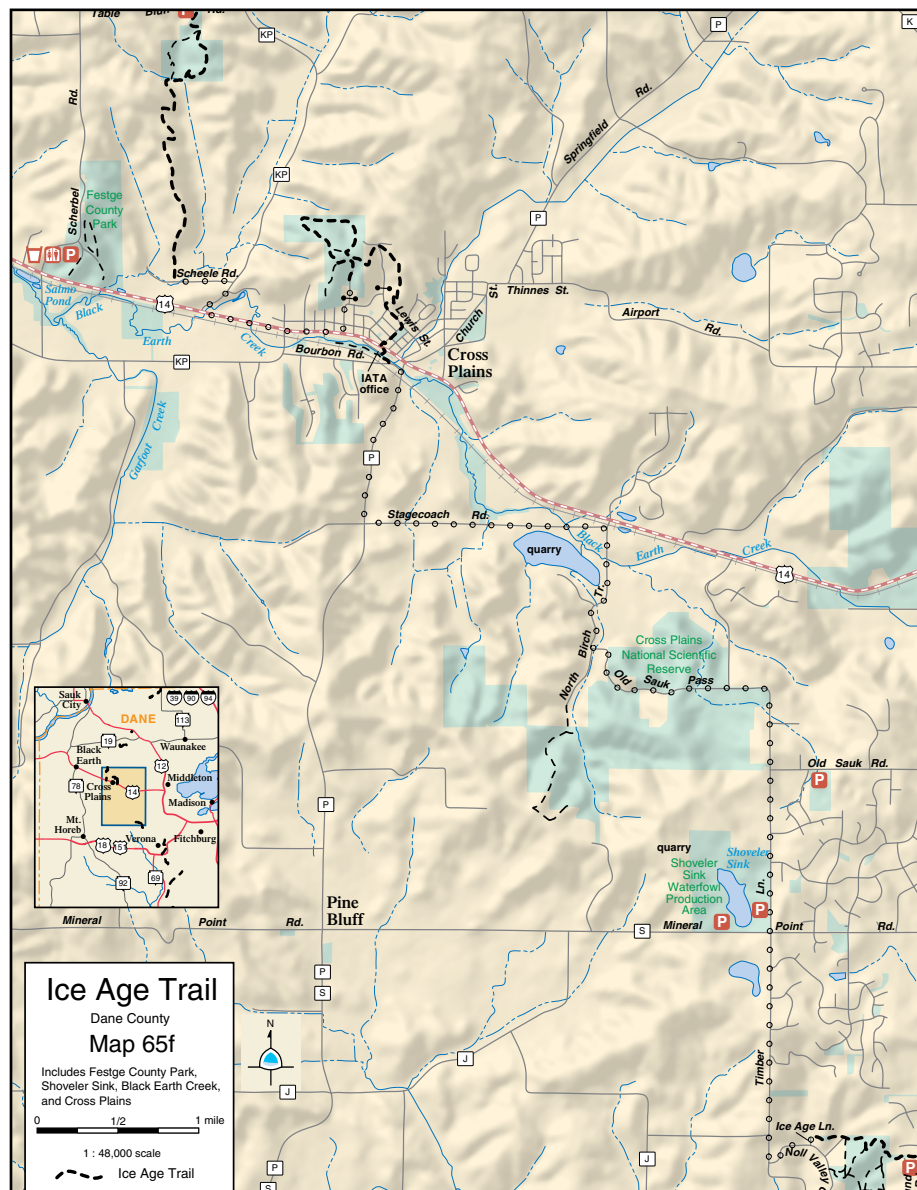 Table Bluff Rd.
P
KP
P
K
Rd.
Springfield
Rd.
KP
Scherbel
Festge
County
Park
P
P
Scheele Rd.
Salmo
Pond
Black
14
Earth
Creek
Thinnes St.
St.
Church
Lewis St.
Airport
Rd.
KP
Bourbon Rd.
IATA
office
Cross
Plains
Garfoot Creek
P
Stagecoach Rd.
quarry
Black
Earth
Creek
14
Tr.
Birch
North
Cross Plains
National Scientific
Reserve
Old Sauk Pass
Sauk
City
39
90
94
DANE
113
19
Waunakee
Black
Earth
12
Middleton
Cross
Plains
14
78
Madison
Mt.
Horeb
Verona
Fitchburg
18
151
92
69
P
Old Sauk Rd.
P
quarry
Shoveler
Sink
Shoveler
Sink
Waterfowl
Production
Area
Ln.
P
P
Pine
Bluff
Mineral Point Rd.
S
Mineral Point Rd.
P
S
Ice Age Trail
Dane County
Map 65f
Includes Festge County Park,
Shoveler Sink, Black Earth Creek,
and Cross Plains
0 1/2 1 mile
1 : 48,000 scale
Ice Age Trail
N
J
J
Timber
Ice Age Ln.
Noll Valley
J
P
S
P